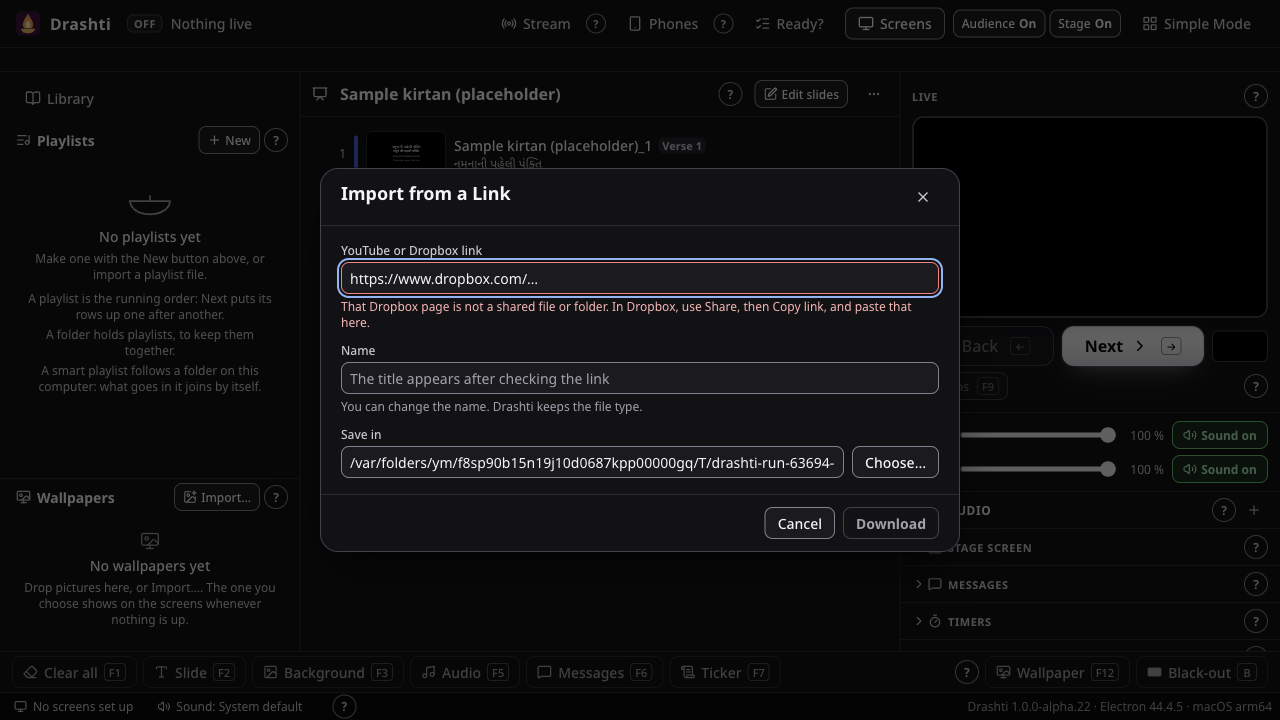 Drashti
OFF
Nothing live
Stream
?
Phones
?
Ready?
Screens
Audience On
Stage On
Simple Mode
Library
Playlists
New
?
No playlists yet
Make one with the New button above, or
import a playlist file.
A playlist is the running order: Next puts its
rows up one after another.
A folder holds playlists, to keep them
together.
A smart playlist follows a folder on this
computer: what goes in it joins by itself.
Wallpapers
Import...
?
No wallpapers yet
Drop pictures here, or Import.... The one you
choose shows on the screens whenever
nothing is up.
Sample kirtan (placeholder)
?
Edit slides
1
Sample kirtan (placeholder)_1
Verse 1
નમનાની પહેલી પંક્તિ
Import from a Link
YouTube or Dropbox link
https://www.dropbox.com/...
That Dropbox page is not a shared file or folder. In Dropbox, use Share, then Copy link, and paste that
here.
Name
The title appears after checking the link
You can change the name. Drashti keeps the file type.
Save in
/var/folders/ym/f8sp90b15n19j10d0687kpp00000gq/T/drashti-run-63694-
Choose...
Cancel
Download
LIVE
?
Back
Next
F9
?
100 %
Sound on
100 %
Sound on
?
STAGE SCREEN
?
MESSAGES
?
TIMERS
?
Clear all F1
Slide F2
Background F3
Audio F5
Messages F6
Ticker F7
?
Wallpaper F12
Black-out B
No screens set up
Sound: System default
?
Drashti 1.0.0-alpha.22 · Electron 44.4.5 · macOS arm64